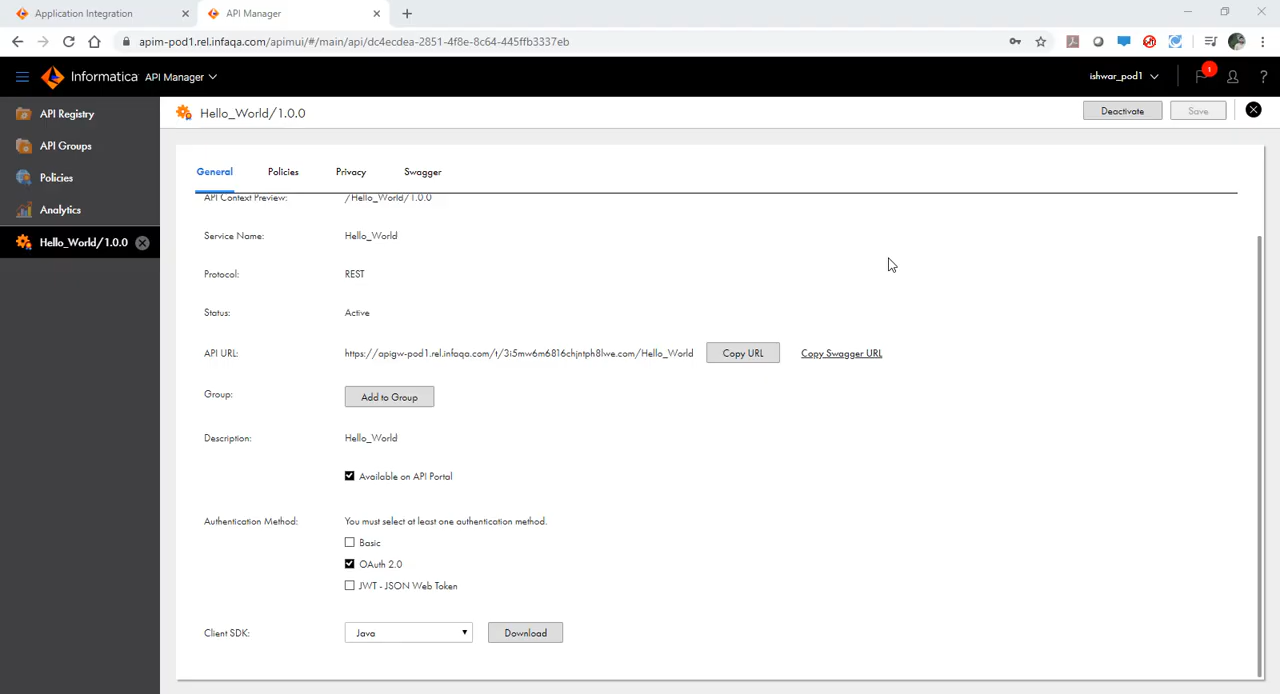 Application Integration
API Manager
apim-pod1.rel.infaqa.com/apimui/#/main/api/dc4ecdea-2851-4f8e-8c64-445ffb3337eb
Informatica API Manager
ishwar_pod1
1
?
API Registry
API Groups
Policies
Analytics
Hello_World/1.0.0
Hello_World/1.0.0
Deactivate
Save
General Policies Privacy Swagger
API Context Preview: /Hello_World/1.0.0
Service Name: Hello_World
Protocol: REST
Status: Active
API URL: https://apigw-pod1.rel.infaqa.com/t/3i5mw6m6816chjntph8lwe.com/Hello_World Copy URL Copy Swagger URL
Group: Add to Group
Description: Hello_World
Available on API Portal
Authentication Method: You must select at least one authentication method.
Basic
OAuth 2.0
JWT - JSON Web Token
Client SDK: Java Download